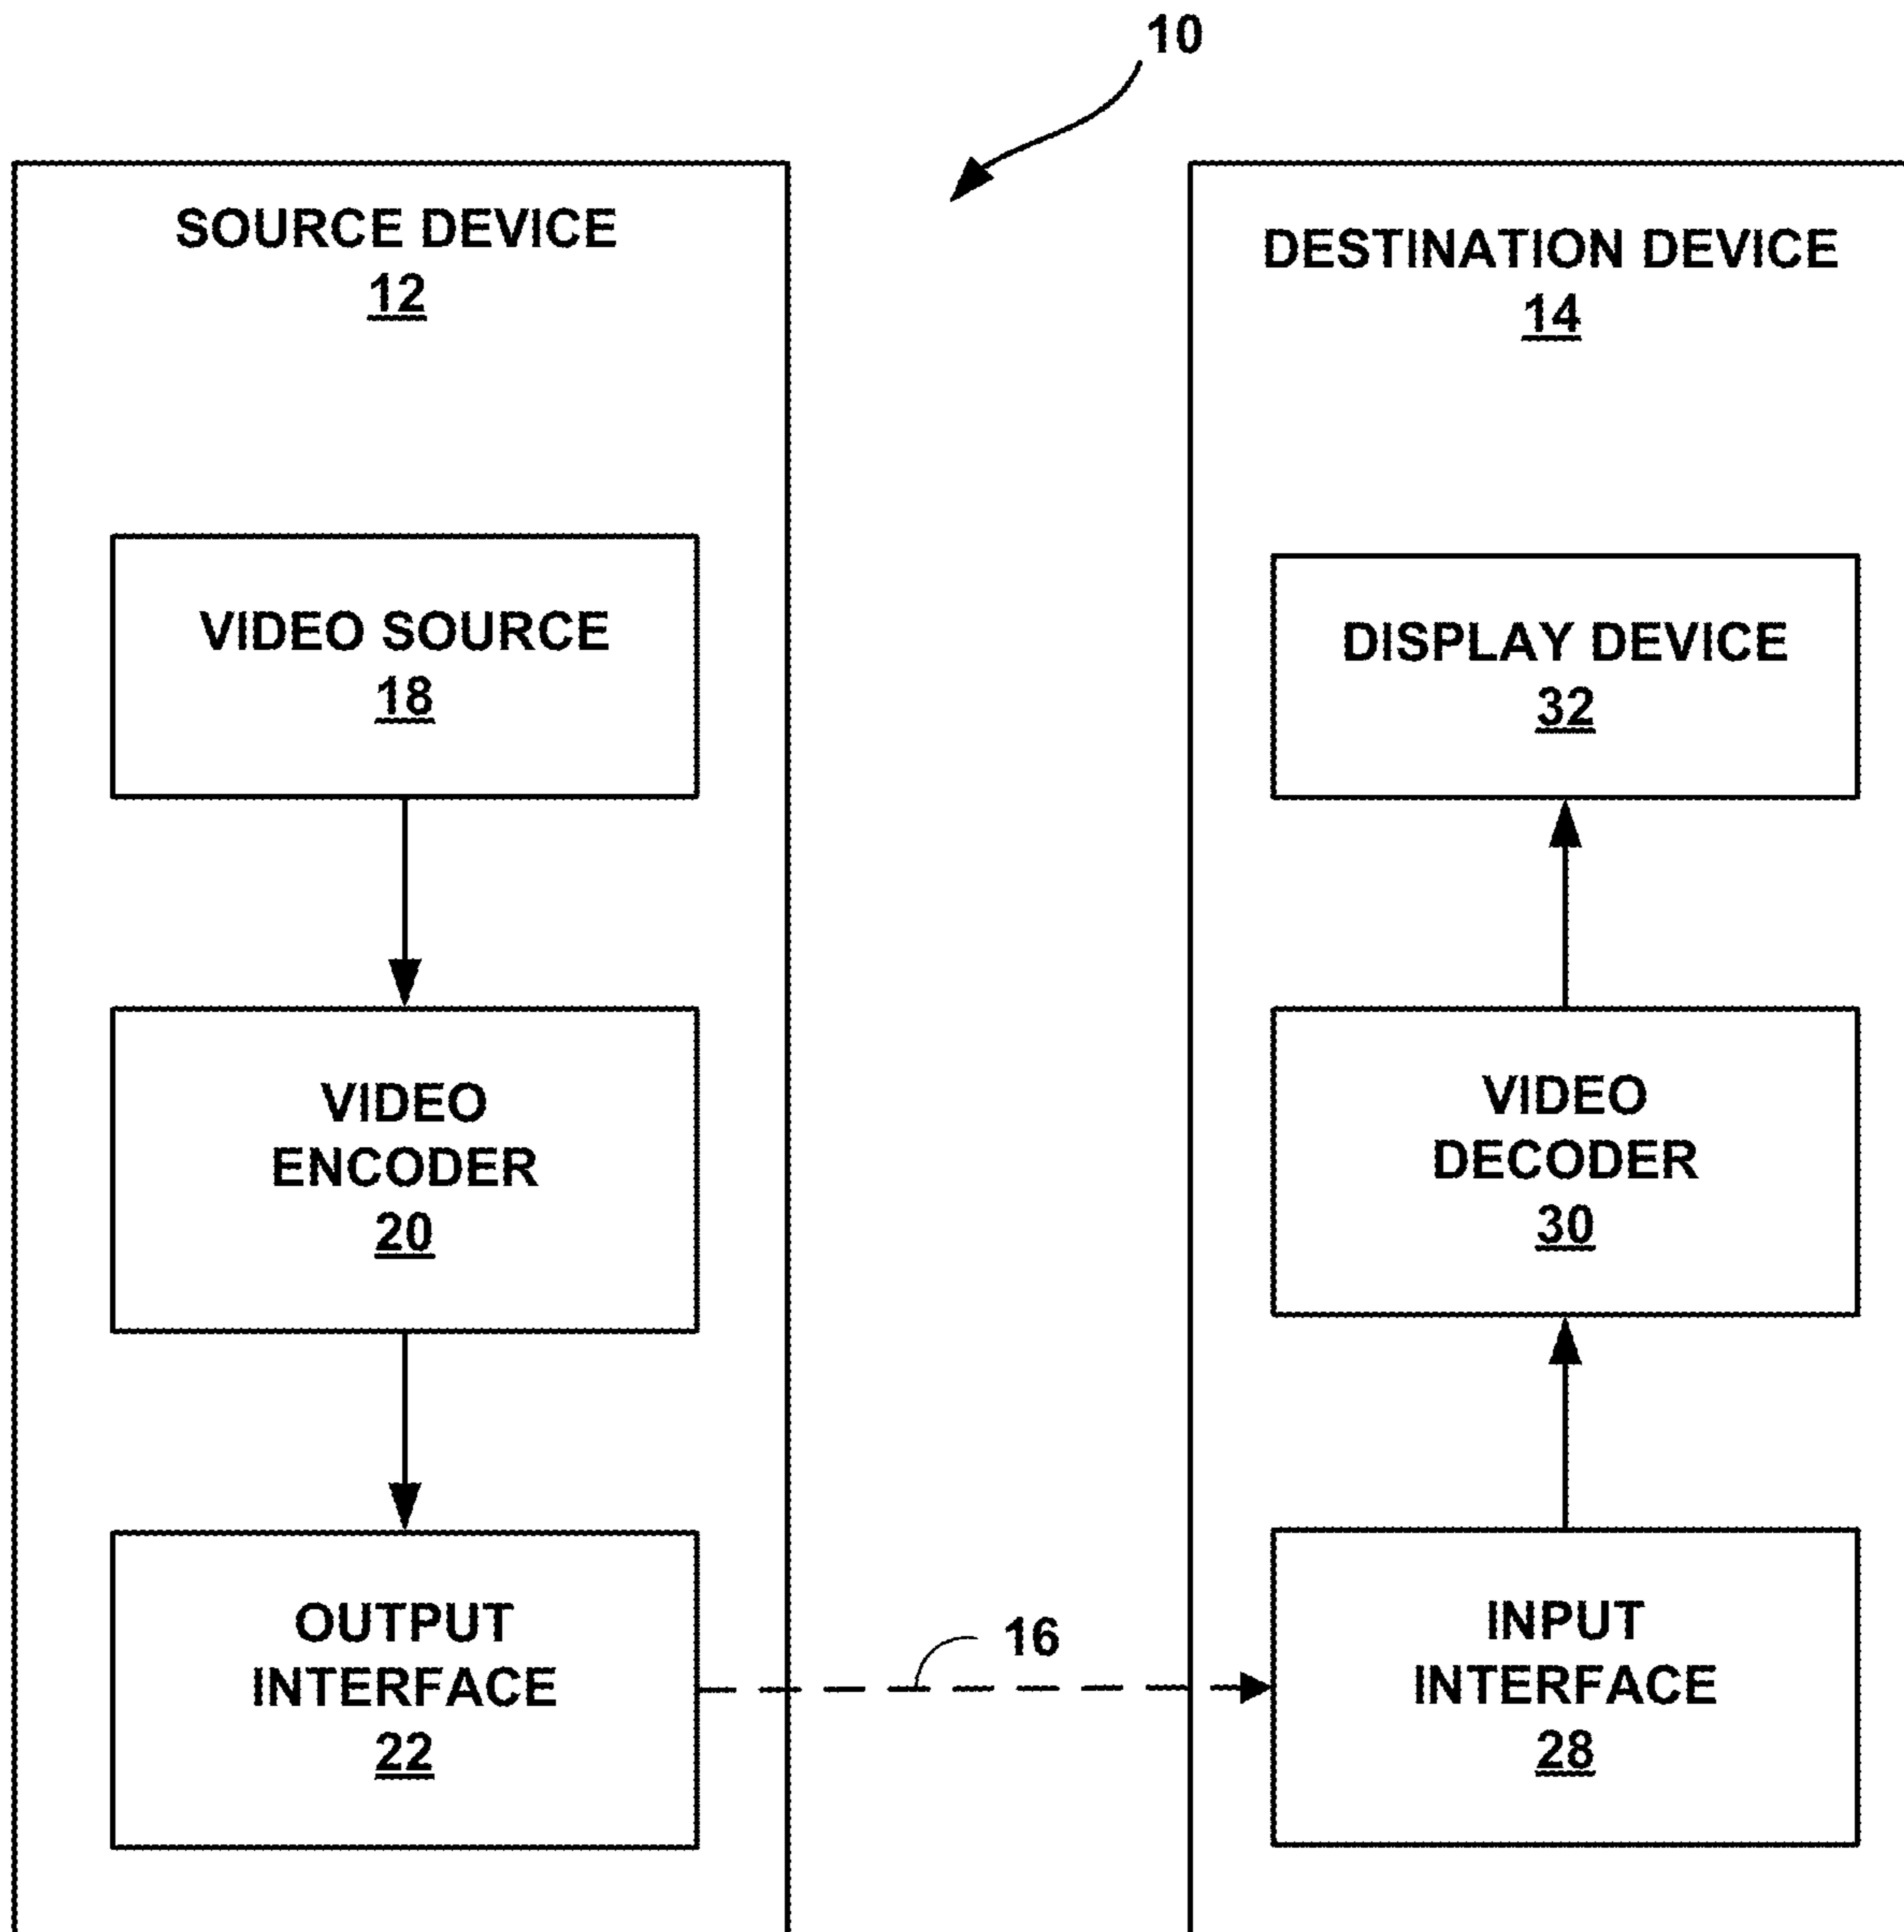 10
SOURCE DEVICE
12
VIDEO SOURCE
18
VIDEO
ENCODER
20
OUTPUT
INTERFACE
22
16
DESTINATION DEVICE
14
DISPLAY DEVICE
32
VIDEO
DECODER
30
INPUT
INTERFACE
28